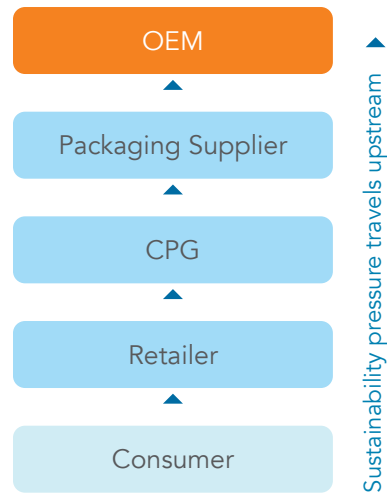 OEM
Packaging Supplier
CPG
Retailer
Consumer
Sustainability pressure travels upstream